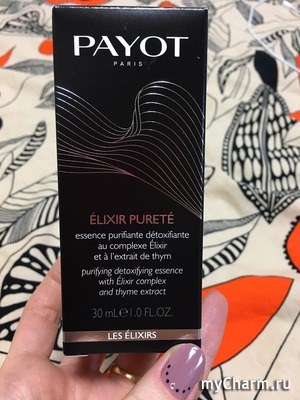 PAYOT
PARIS
ÉLIXIR PURETÉ
essence purifiante détoxifiante
au complexe Élixir
et à l'extrait de thym
purifying detoxifying essence
with Élixir complex
and thyme extract
30 mL℮1.0 FL.OZ.
LES ÉLIXIRS
myCharm.ru